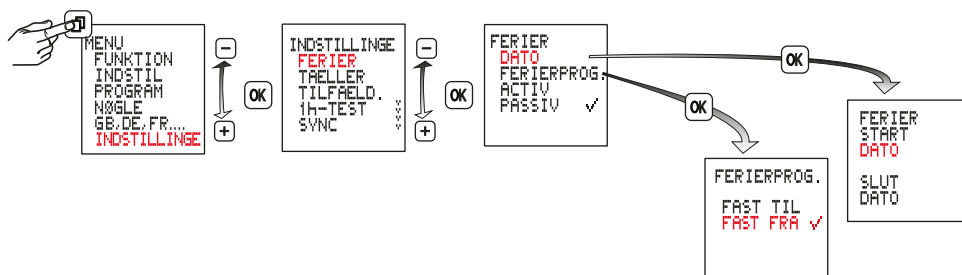 MENU
FUNKTION
INDSTIL
PROGRAM
NØGLE
GB,DE,FR....
INDSTILLINGE
−
+
OK
INDSTILLINGE
FERIER
TAELLER
TILFAELD.
1h-TEST
SYNC
−
+
OK
FERIER
DATO
FERIERPROG.
ACTIV
PASSIV ✓
OK
OK
FERIERPROG.
FAST TIL
FAST FRA ✓
FERIER
START
DATO
SLUT
DATO